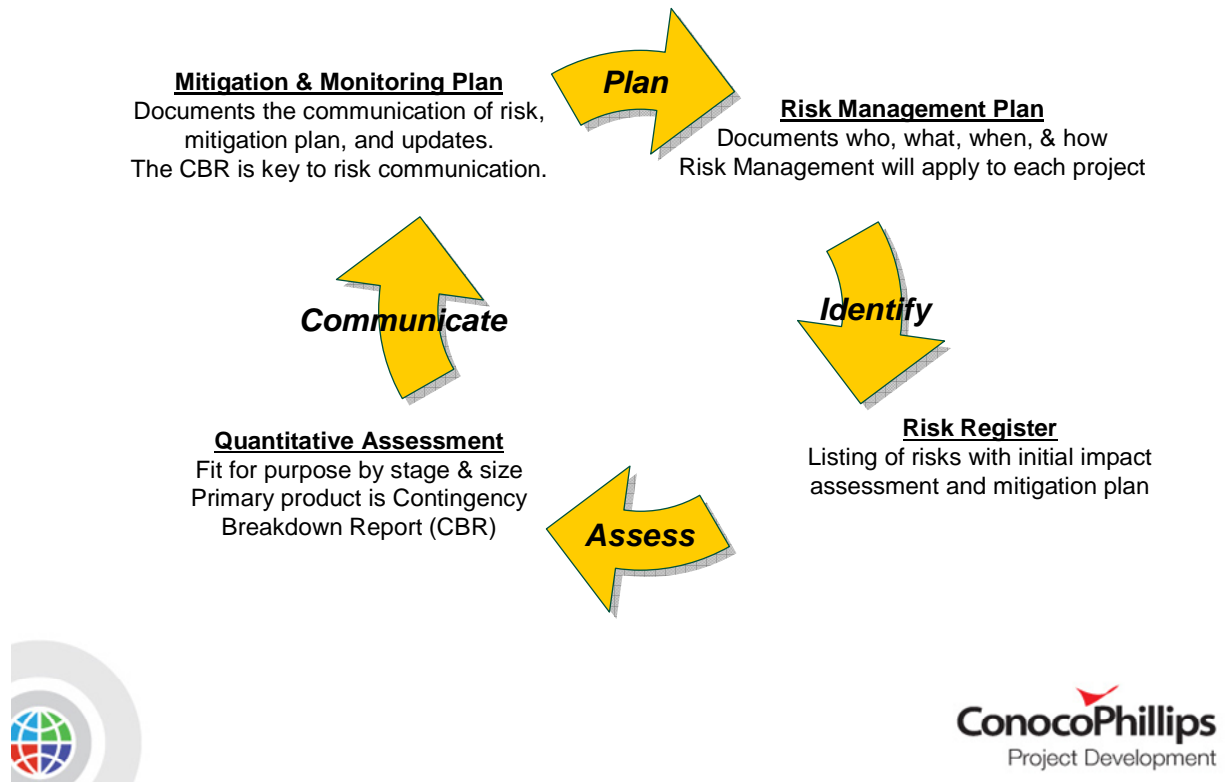 Mitigation & Monitoring Plan
Documents the communication of risk,
mitigation plan, and updates.
The CBR is key to risk communication.
Plan
Risk Management Plan
Documents who, what, when, & how
Risk Management will apply to each project
Identify
Risk Register
Listing of risks with initial impact
assessment and mitigation plan
Assess
Quantitative Assessment
Fit for purpose by stage & size
Primary product is Contingency
Breakdown Report (CBR)
Communicate
ConocoPhillips
Project Development